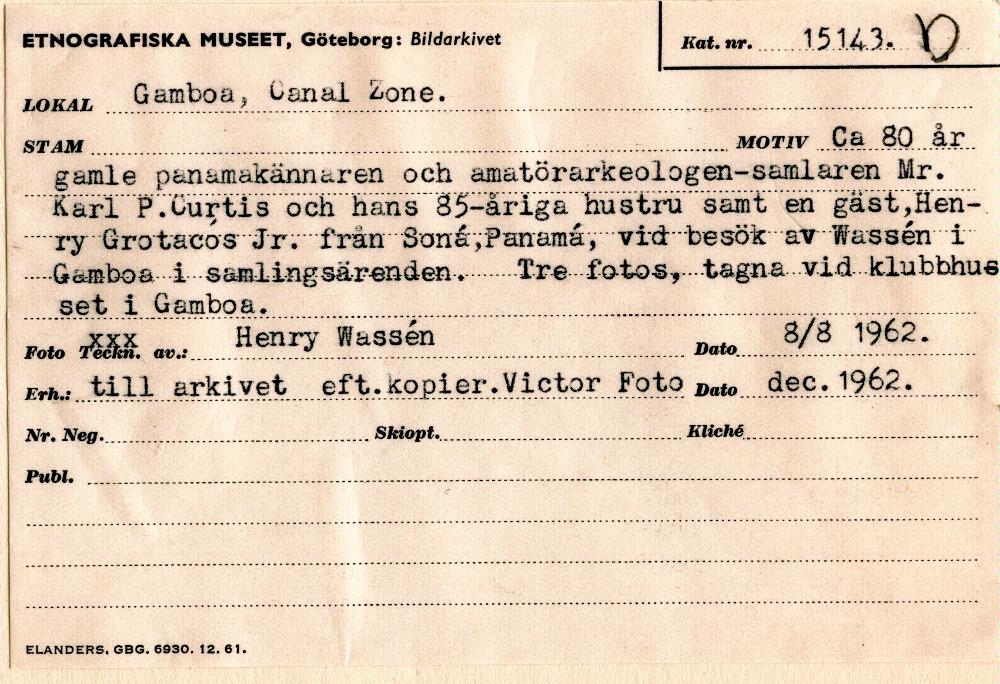 ETNOGRAFISKA MUSEET, Göteborg: Bildarkivet
Kat. nr. 15143. D
LOKAL Gamboa, Canal Zone.
STAM MOTIV Ca 80 år
gamle panamakännaren och amatörarkeologen-samlaren Mr.
Karl P.Curtis och hans 85-åriga hustru samt en gäst,Hen-
ry Grotacós Jr. från Soná,Panamá, vid besök av Wassén i
Gamboa i samlingsärenden. Tre fotos, tagna vid klubbhus
set i Gamboa.
xxx
Foto Teckn. av.: Henry Wassén Dato 8/8 1962.
Erh.: till arkivet eft.kopier.Victor Foto Dato dec. 1962.
Nr. Neg. Skiopt. Kliché
Publ.
ELANDERS, GBG. 6930. 12. 61.